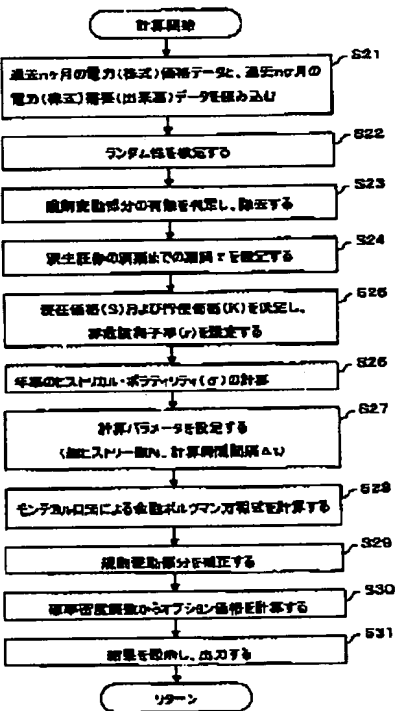 計算開始
S21
過去nヶ月の電力(株式)価格データと、過去nヶ月の
電力(株式)需要(出来高)データを組み込む
S22
ランダム性を検定する
S23
規則変動部分の有無を判定し、除去する
S24
派生証券の満期までの期間τを設定する
S25
現在価格(S)および行使価格(K)を決定し、
非危険利子率(r)を設定する
S26
年率のヒストリカル・ボラティリティ(σ)の計算
S27
計算パラメータを設定する
(総ヒストリー数N、計算時間間隔Δt)
S28
モンテカルロ法による金融ボルツマン方程式を計算する
S29
規則変動部分を補正する
S30
確率密度関数からオプション価格を計算する
S31
結果を表示し、出力する
リターン